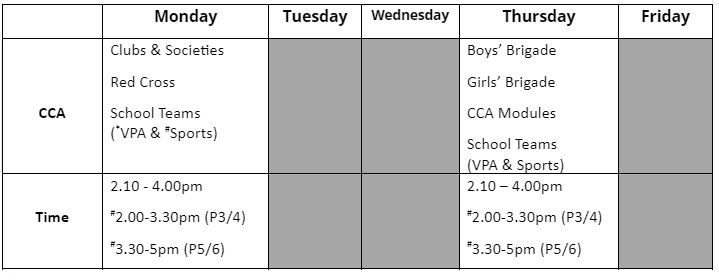 Monday Tuesday Wednesday Thursday Friday
CCA
Clubs & Societies
Red Cross
School Teams
(*VPA & #Sports)
Boys’ Brigade
Girls’ Brigade
CCA Modules
School Teams
(VPA & Sports)
Time
2.10 - 4.00pm
#2.00-3.30pm (P3/4)
#3.30-5pm (P5/6)
2.10 – 4.00pm
#2.00-3.30pm (P3/4)
#3.30-5pm (P5/6)